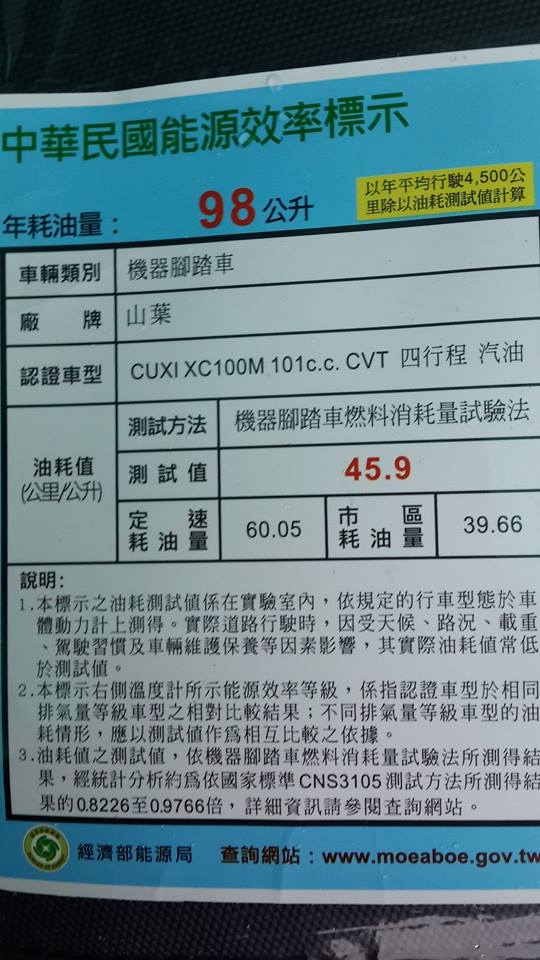 中華民國能源效率標示
年耗油量：98公升
以年平均行駛4,500公
里除以油耗測試值計算
車輛類別 機器腳踏車
廠牌 山葉
認證車型 CUXI XC100M 101c.c. CVT 四行程 汽油
油耗值
(公里/公升)
測試方法 機器腳踏車燃料消耗量試驗法
測試值 45.9
定速
耗油量 60.05
市區
耗油量 39.66
說明:
1.本標示之油耗測試值係在實驗室內，依規定的行車型態於車
體動力計上測得。實際道路行駛時，因受天候、路況、載重
、駕駛習慣及車輛維護保養等因素影響，其實際油耗值常低
於測試值。
2.本標示右側溫度計所示能源效率等級，係指認證車型於相同
排氣量等級車型之相對比較結果；不同排氣量等級車型的油
耗情形，應以測試值作爲相互比較之依據。
3.油耗值之測試值，依機器腳踏車燃料消耗量試驗法所測得結
果，經統計分析約爲依國家標準CNS3105測試方法所測得結
果的0.8226至0.9766倍，詳細資訊請參閱查詢網站。
經濟部能源局 查詢網站：www.moeaboe.gov.tw